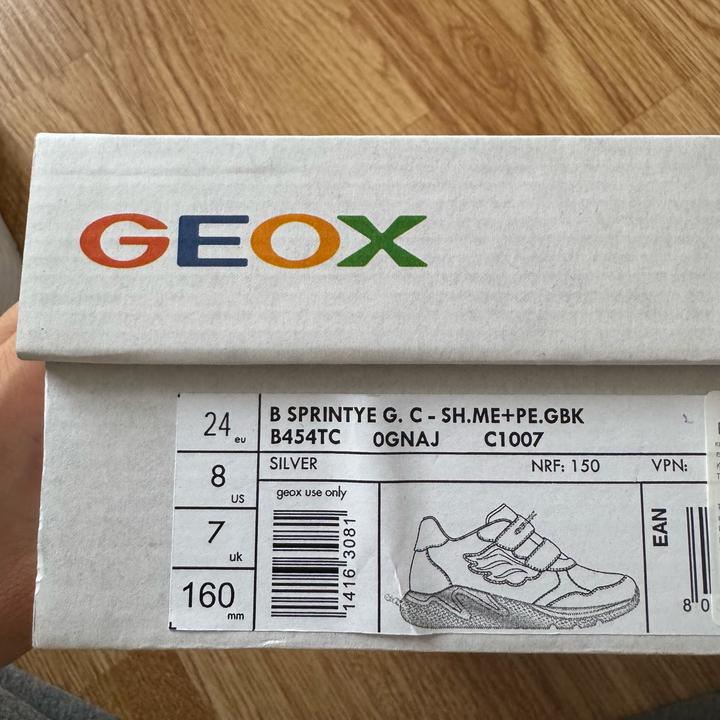 GEOX
24 eu
8 US
7 uk
160 mm
B SPRINTYE G. C - SH.ME+PE.GBK
B454TC 0GNAJ C1007
SILVER NRF: 150 VPN:
geox use only
1416 3081
EAN
8 0